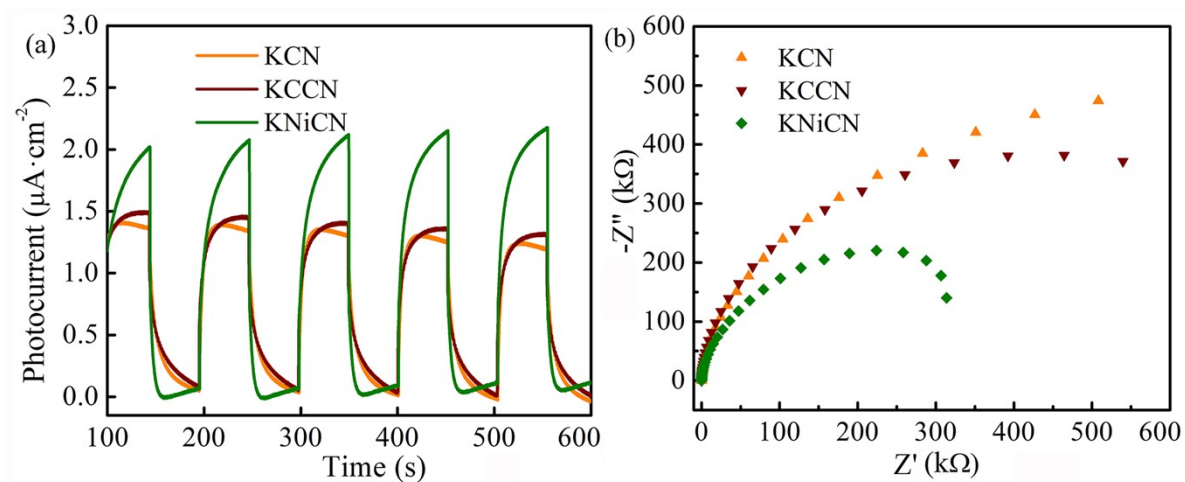 (a)
KCN
KCCN
KNiCN
Photocurrent (μA·cm⁻²)
3.0
2.5
2.0
1.5
1.0
0.5
0.0
100 200 300 400 500 600
Time (s)
(b)
KCN
KCCN
KNiCN
-Z'' (kΩ)
600
500
400
300
200
100
0
0 100 200 300 400 500 600
Z' (kΩ)